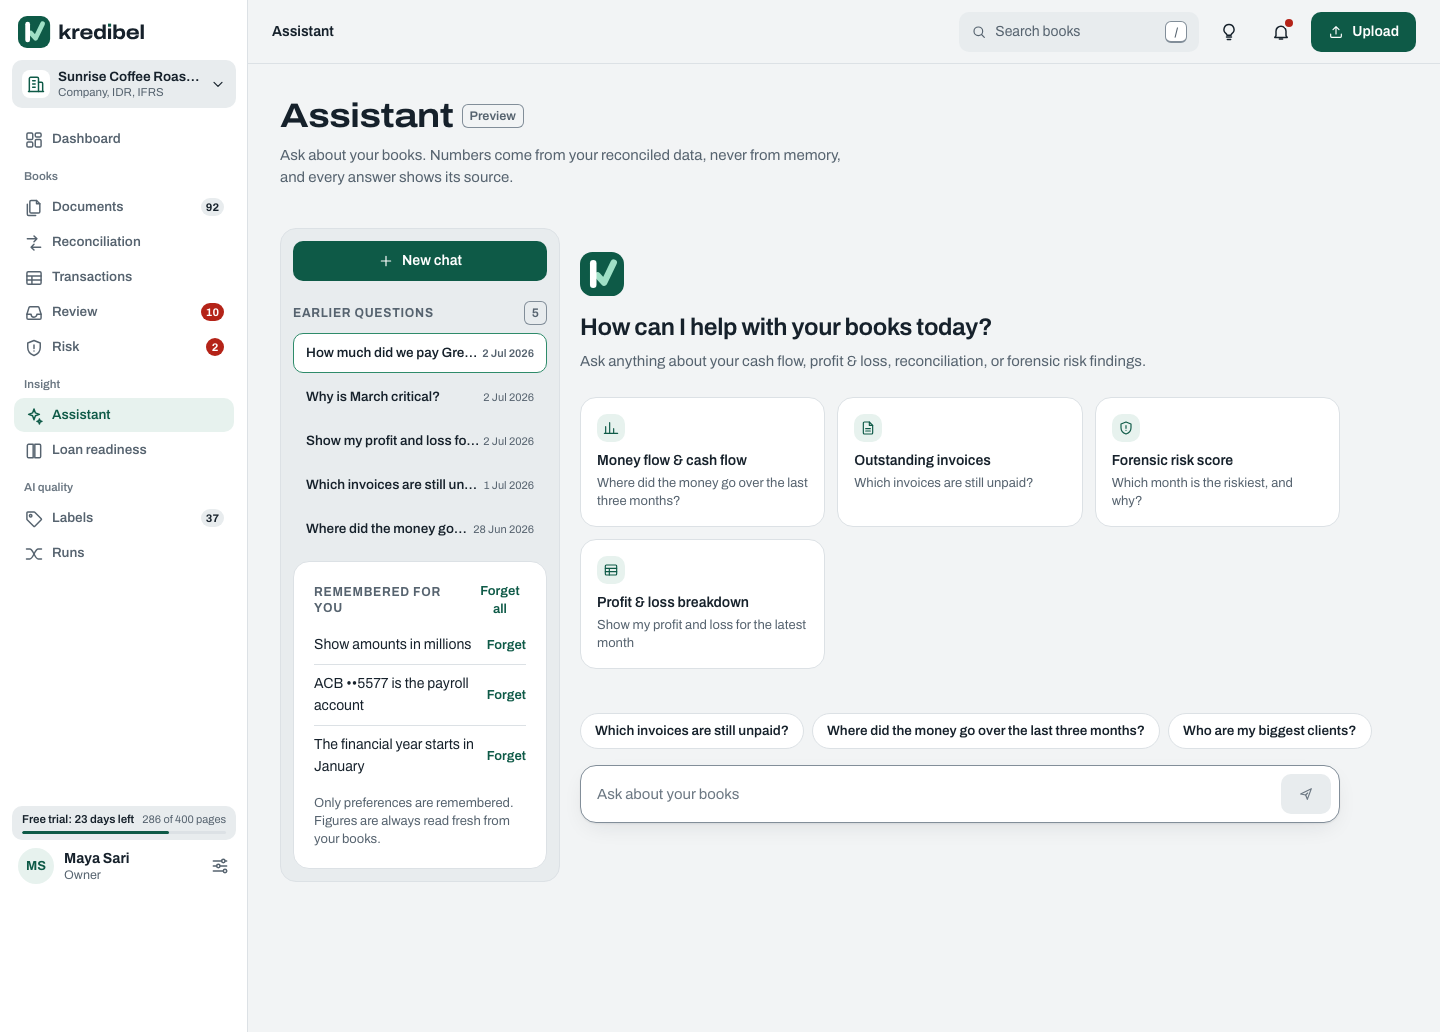 kredibel
Sunrise Coffee Roas...
Company, IDR, IFRS
Dashboard
Books
Documents 92
Reconciliation
Transactions
Review 10
Risk 2
Insight
Assistant
Loan readiness
AI quality
Labels 37
Runs
Free trial: 23 days left 286 of 400 pages
MS
Maya Sari
Owner
Assistant
Search books /
Upload
Assistant Preview
Ask about your books. Numbers come from your reconciled data, never from memory,
and every answer shows its source.
New chat
EARLIER QUESTIONS 5
How much did we pay Gre... 2 Jul 2026
Why is March critical? 2 Jul 2026
Show my profit and loss fo... 2 Jul 2026
Which invoices are still un... 1 Jul 2026
Where did the money go... 28 Jun 2026
REMEMBERED FOR
YOU
Forget
all
Show amounts in millions Forget
ACB ••5577 is the payroll
account
Forget
The financial year starts in
January
Forget
Only preferences are remembered.
Figures are always read fresh from
your books.
How can I help with your books today?
Ask anything about your cash flow, profit & loss, reconciliation, or forensic risk findings.
Money flow & cash flow
Where did the money go over the last
three months?
Outstanding invoices
Which invoices are still unpaid?
Forensic risk score
Which month is the riskiest, and
why?
Profit & loss breakdown
Show my profit and loss for the latest
month
Which invoices are still unpaid?
Where did the money go over the last three months?
Who are my biggest clients?
Ask about your books